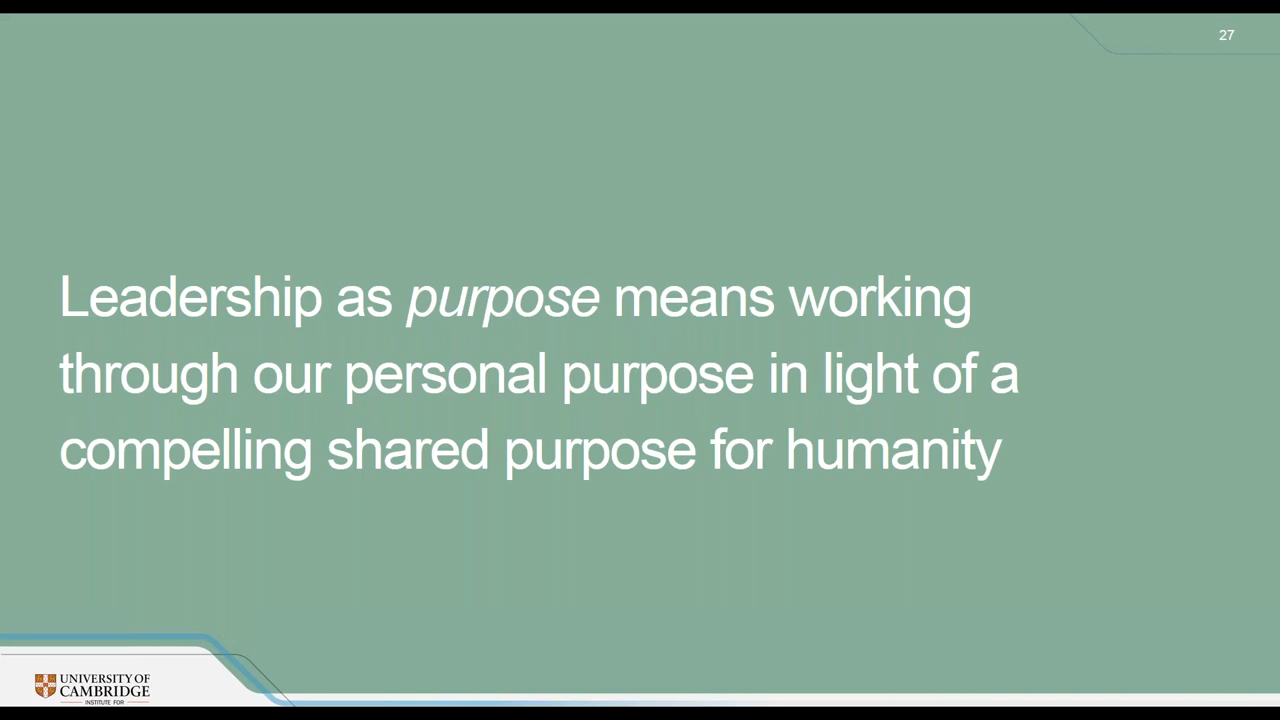 27
Leadership as purpose means working
through our personal purpose in light of a
compelling shared purpose for humanity
UNIVERSITY OF
CAMBRIDGE
INSTITUTE FOR